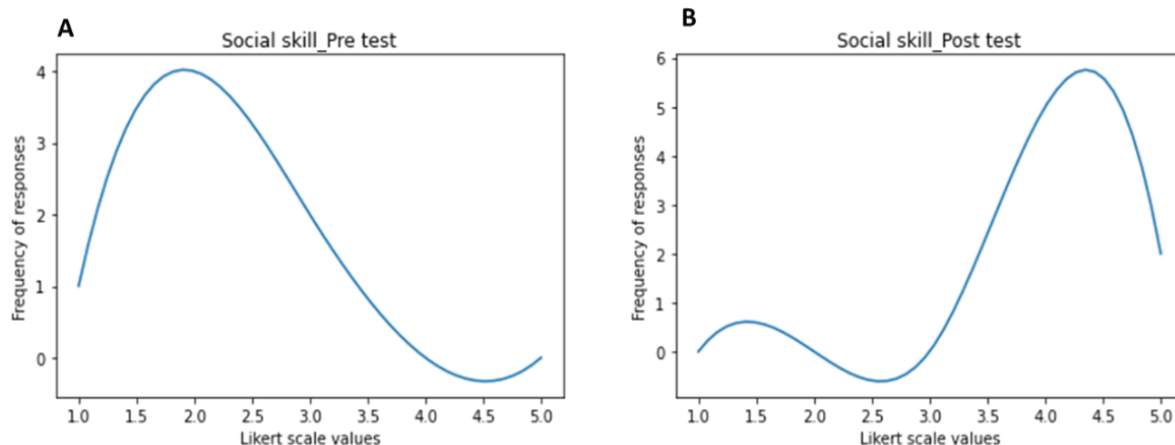 A
Social skill_Pre test
4
3
2
1
0
Frequency of responses
1.0 1.5 2.0 2.5 3.0 3.5 4.0 4.5 5.0
Likert scale values
B
Social skill_Post test
6
5
4
3
2
1
0
Frequency of responses
1.0 1.5 2.0 2.5 3.0 3.5 4.0 4.5 5.0
Likert scale values